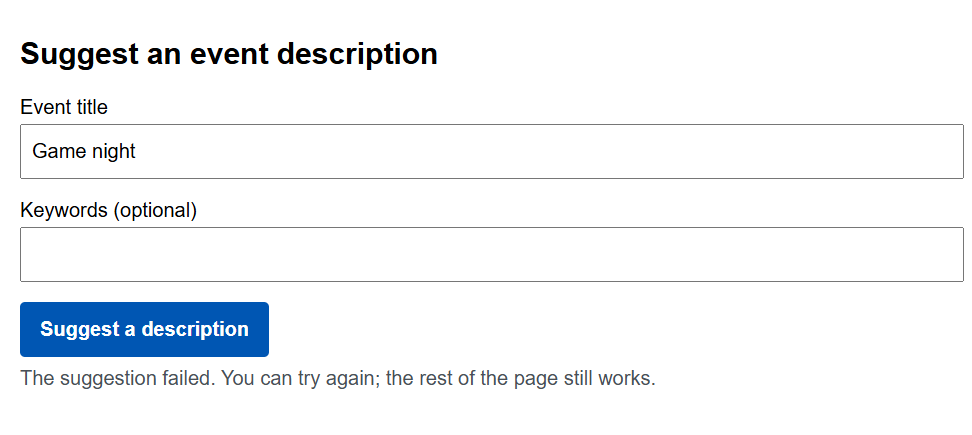 Suggest an event description
Event title
Game night
Keywords (optional)
Suggest a description
The suggestion failed. You can try again; the rest of the page still works.